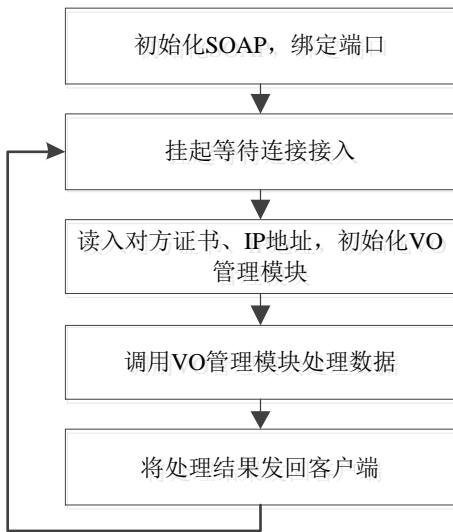 初始化SOAP，绑定端口
挂起等待连接接入
读入对方证书、IP地址，初始化VO
管理模块
调用VO管理模块处理数据
将处理结果发回客户端